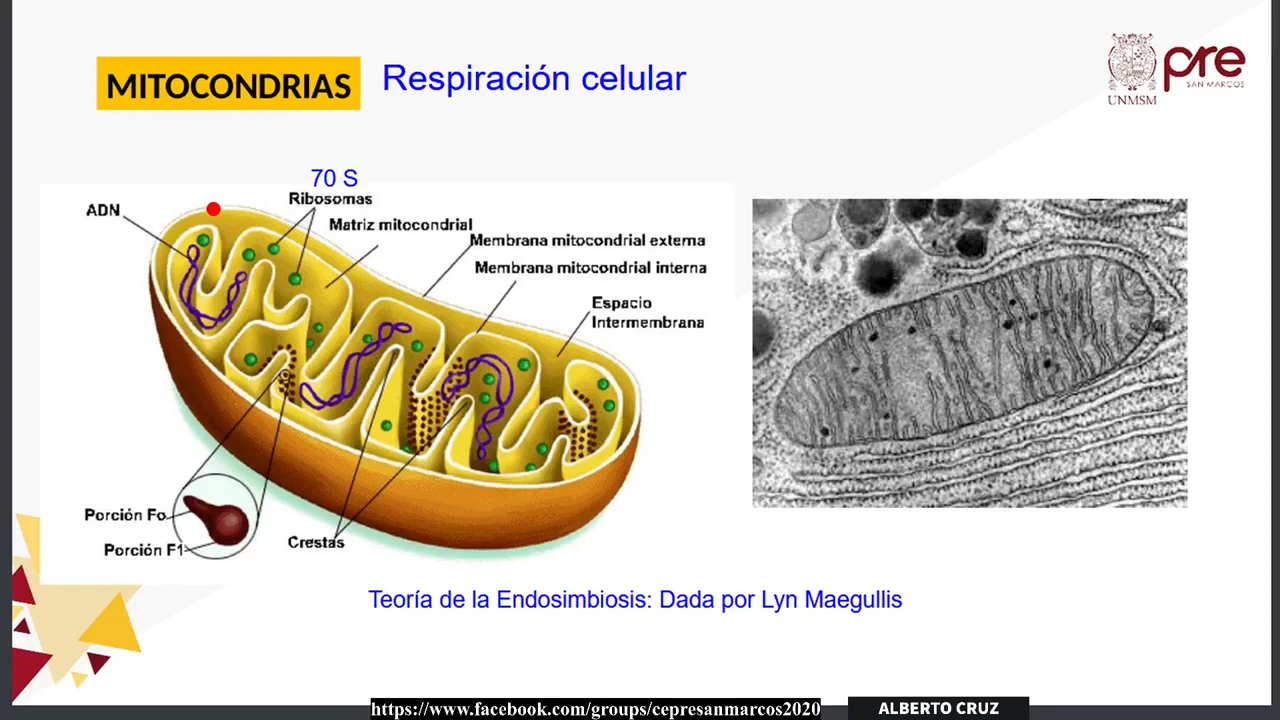 MITOCONDRIAS
Respiración celular
UNMSM
pre
SAN MARCOS
70 S
Ribosomas
ADN
Matriz mitocondrial
Membrana mitocondrial externa
Membrana mitocondrial interna
Espacio
Intermembrana
Porción Fo
Porción F1
Crestas
Teoría de la Endosimbiosis: Dada por Lyn Maegullis
https://www.facebook.com/groups/cepresanmarcos2020
ALBERTO CRUZ